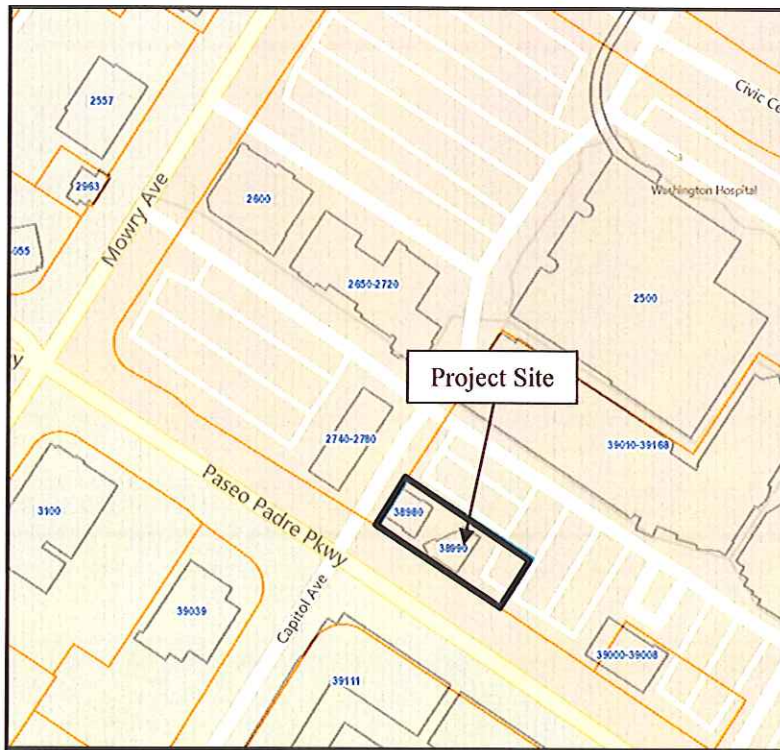 2557
Civic Ce
Washington Hospital
2963
Mowry Ave
2600
2650-2720
2500
Project Site
2740-2780
39010-39168
3100
Paseo Padre Pkwy
38980
38990
39039
Capitol Ave
39000-39008
39111